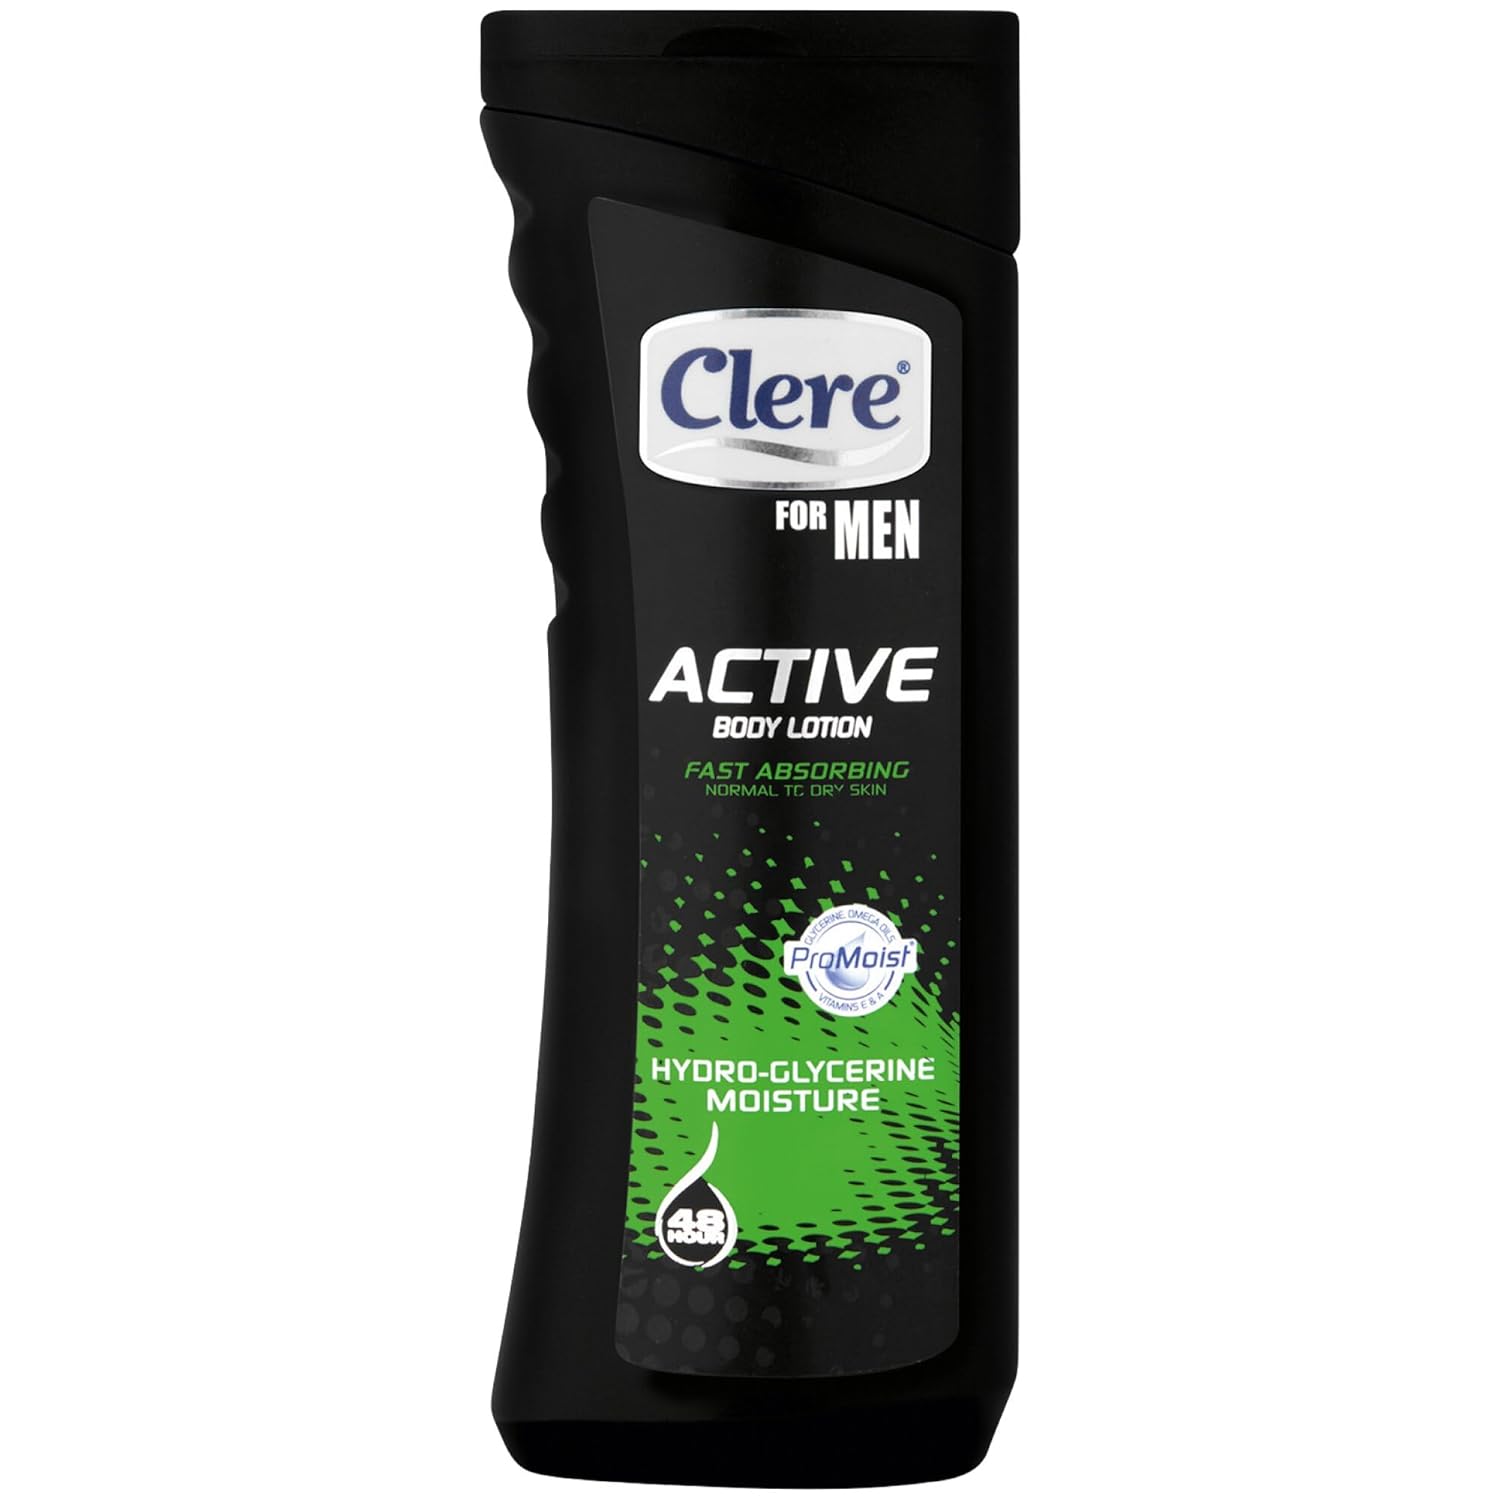 Clere®
FOR MEN
ACTIVE
BODY LOTION
FAST ABSORBING
NORMAL TO DRY SKIN
GLYCERINE, OMEGA OILS,
ProMoist®
VITAMINS E & A
HYDRO-GLYCERINE
MOISTURE
48
HOUR